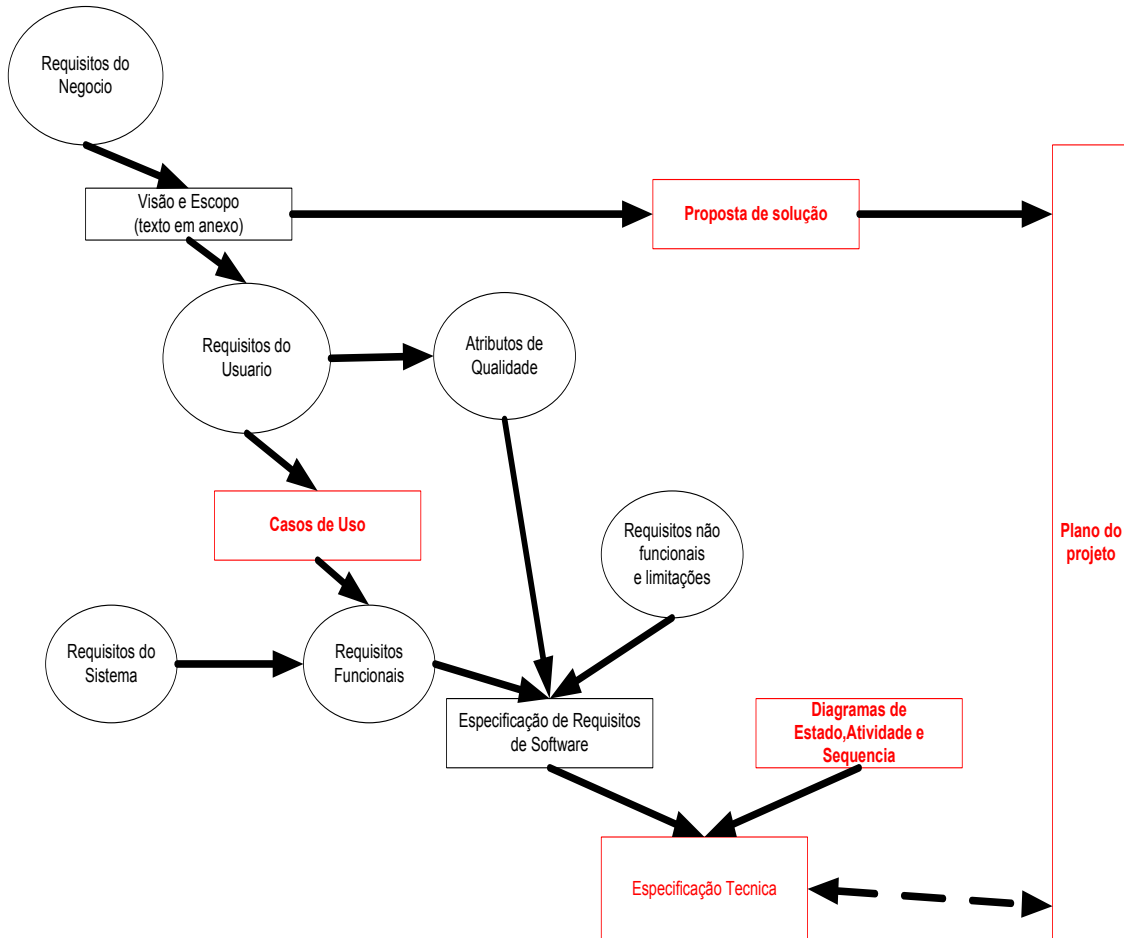 Requisitos do
Negocio
Visão e Escopo
(texto em anexo)
Proposta de solução
Requisitos do
Usuario
Atributos de
Qualidade
Casos de Uso
Requisitos não
funcionais
e limitações
Plano do
projeto
Requisitos do
Sistema
Requisitos
Funcionais
Especificação de Requisitos
de Software
Diagramas de
Estado,Atividade e
Sequencia
Especificação Tecnica